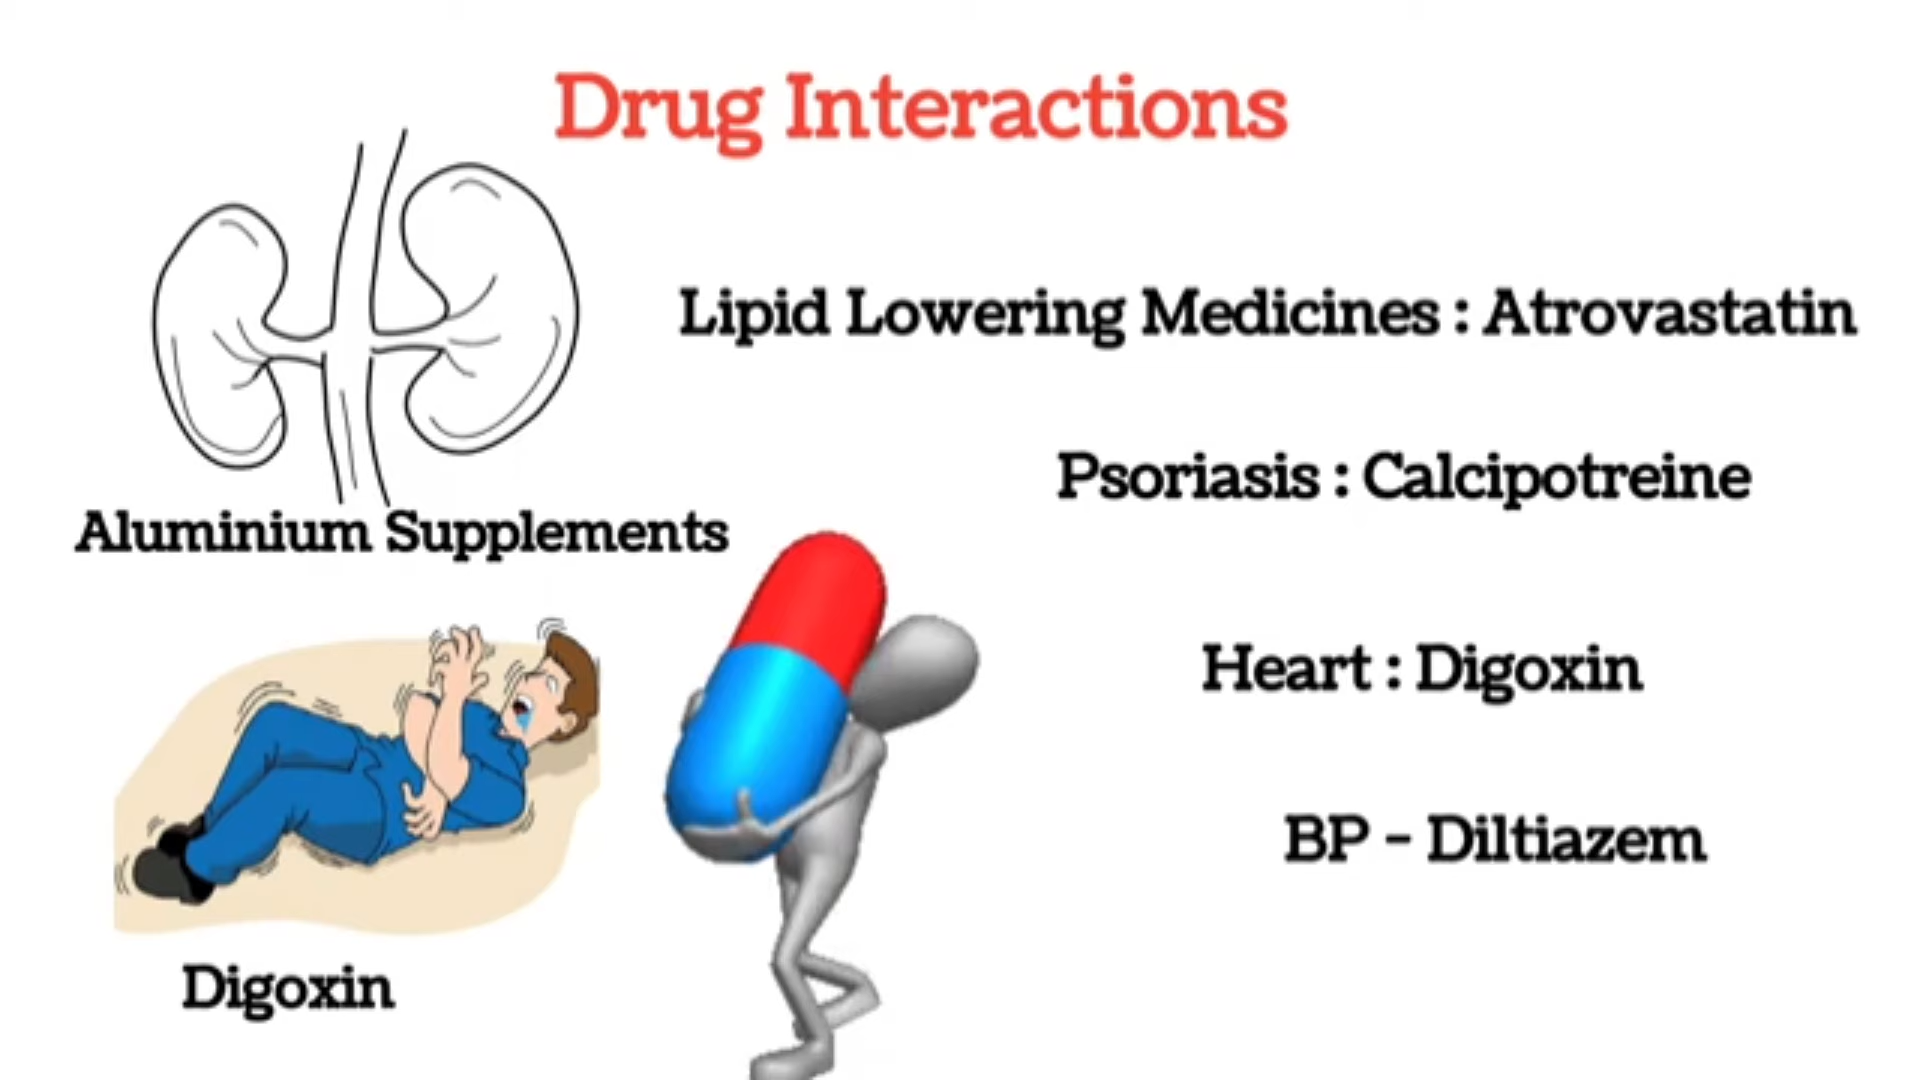 Drug Interactions
Lipid Lowering Medicines : Atrovastatin
Psoriasis : Calcipotreine
Aluminium Supplements
Heart : Digoxin
BP - Diltiazem
Digoxin